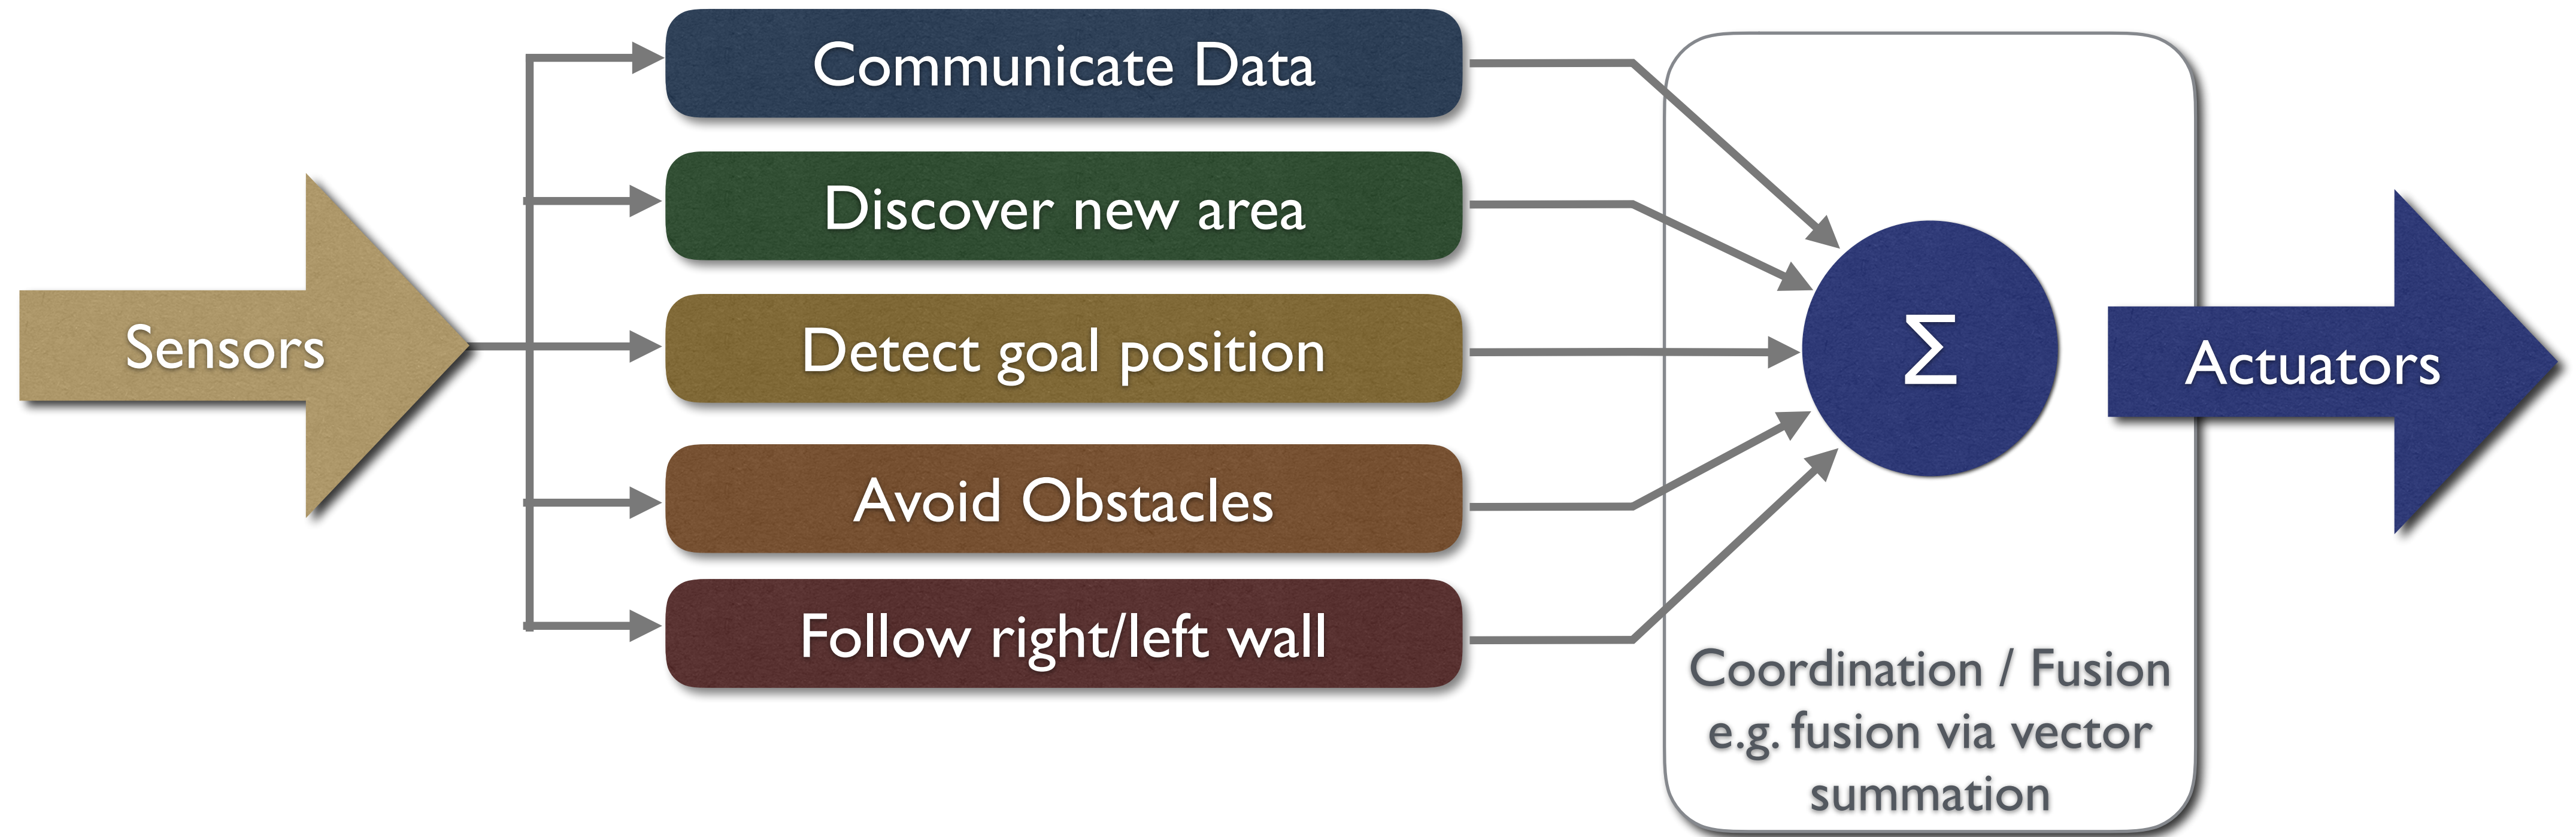 Sensors
Communicate Data
Discover new area
Detect goal position
Avoid Obstacles
Follow right/left wall
Σ
Coordination / Fusion
e.g. fusion via vector
summation
Actuators